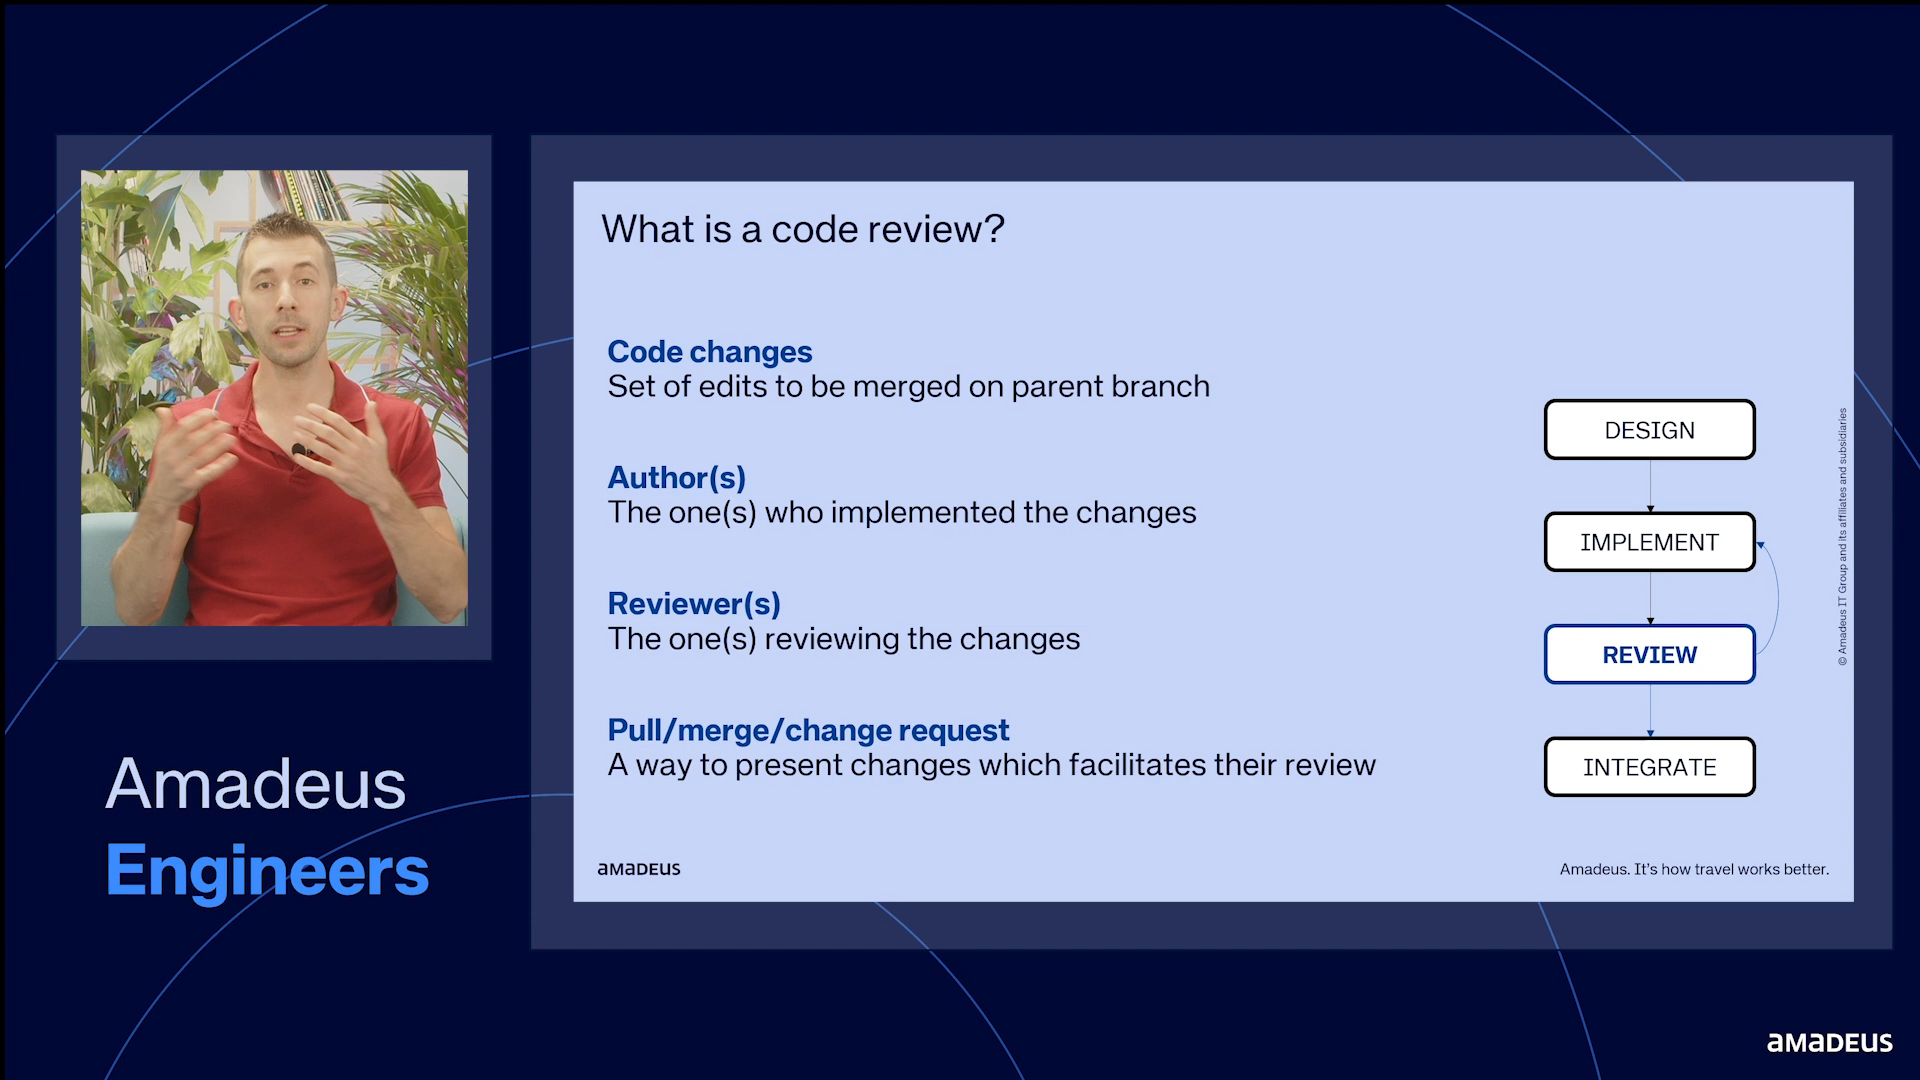 What is a code review?
Code changes
Set of edits to be merged on parent branch
Author(s)
The one(s) who implemented the changes
Reviewer(s)
The one(s) reviewing the changes
Pull/merge/change request
A way to present changes which facilitates their review
DESIGN
IMPLEMENT
REVIEW
INTEGRATE
© Amadeus IT Group and its affiliates and subsidiaries
amadeus
Amadeus. It's how travel works better.
Amadeus
Engineers
amadeus